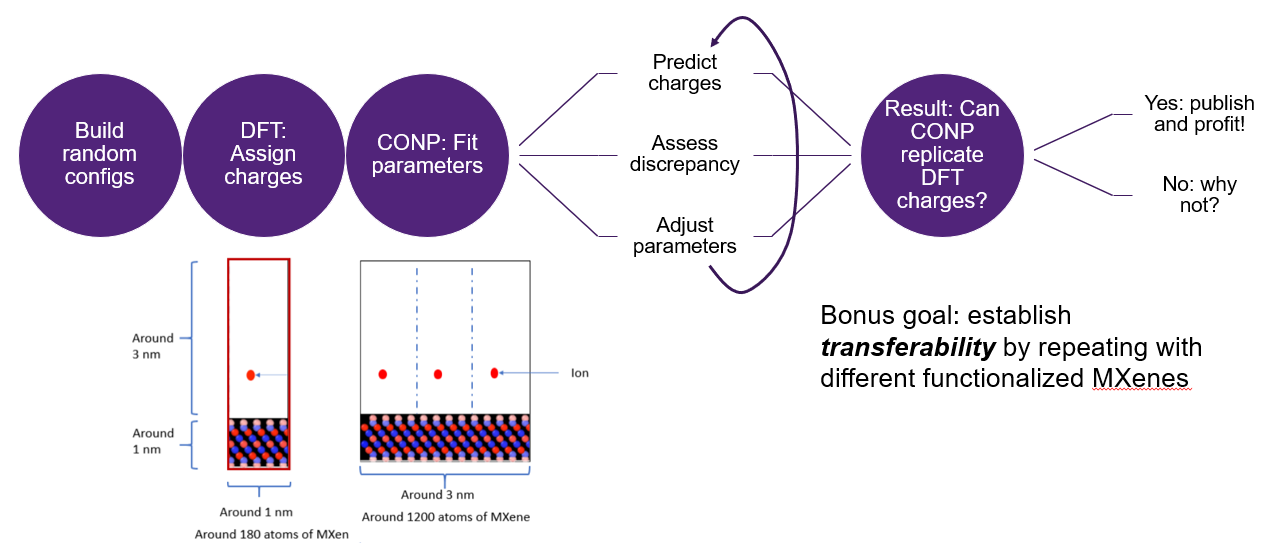 Build
random
configs
DFT:
Assign
charges
CONP: Fit
parameters
Predict
charges
Assess
discrepancy
Adjust
parameters
Result: Can
CONP
replicate
DFT
charges?
Yes: publish
and profit!
No: why
not?
Around
3 nm
Ion
Around
1 nm
Around 1 nm
Around 180 atoms of MXen
Around 3 nm
Around 1200 atoms of MXene
Bonus goal: establish
transferability by repeating with
different functionalized MXenes